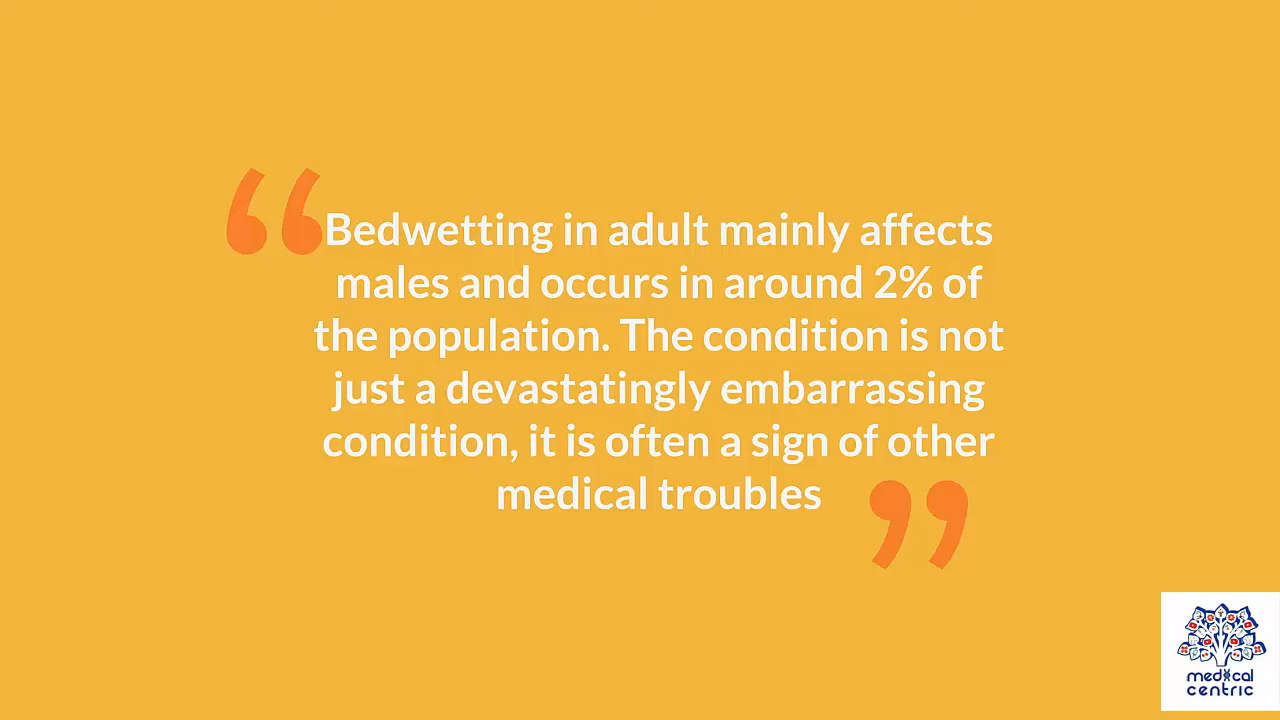 “Bedwetting in adult mainly affects
males and occurs in around 2% of
the population. The condition is not
just a devastatingly embarrassing
condition, it is often a sign of other
medical troubles”
medical
centric